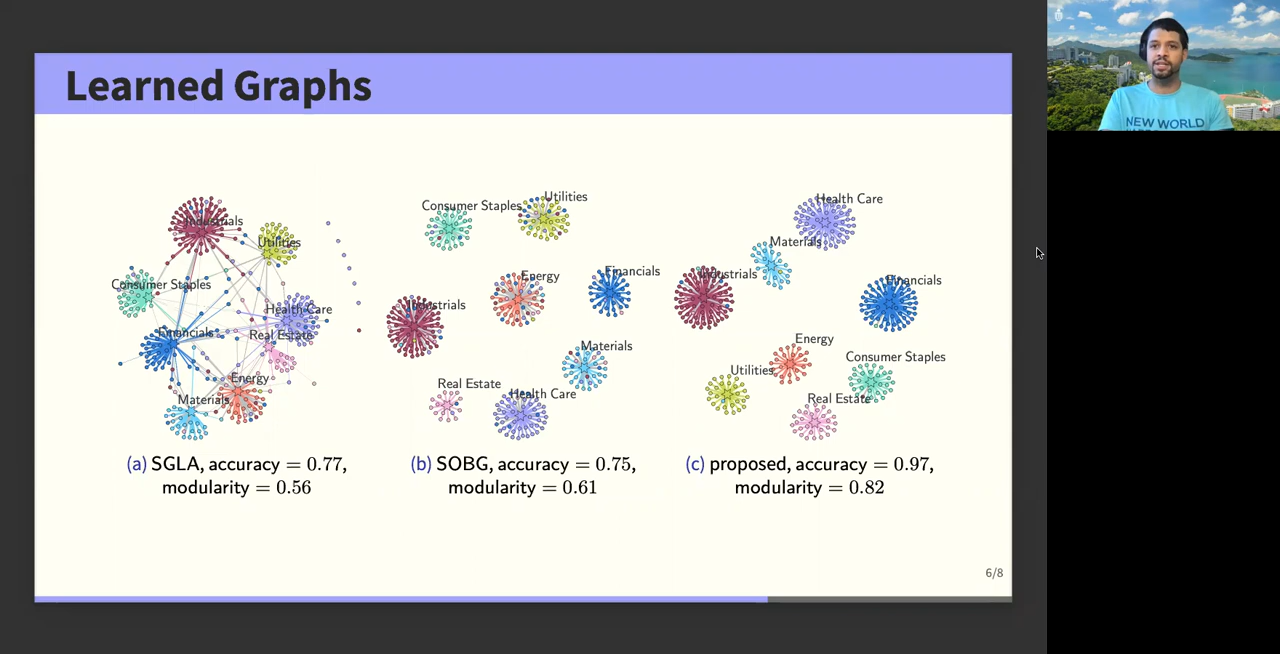 Learned Graphs
Industrials
Utilities
Consumer Staples
Health Care
Financials
Real Estate
Energy
Materials
(a) SGLA, accuracy = 0.77,
modularity = 0.56
Utilities
Consumer Staples
Energy
Financials
Industrials
Materials
Real Estate
Health Care
(b) SOBG, accuracy = 0.75,
modularity = 0.61
Health Care
Materials
Industrials
Financials
Energy
Consumer Staples
Utilities
Real Estate
(c) proposed, accuracy = 0.97,
modularity = 0.82
6/8
NEW WORLD